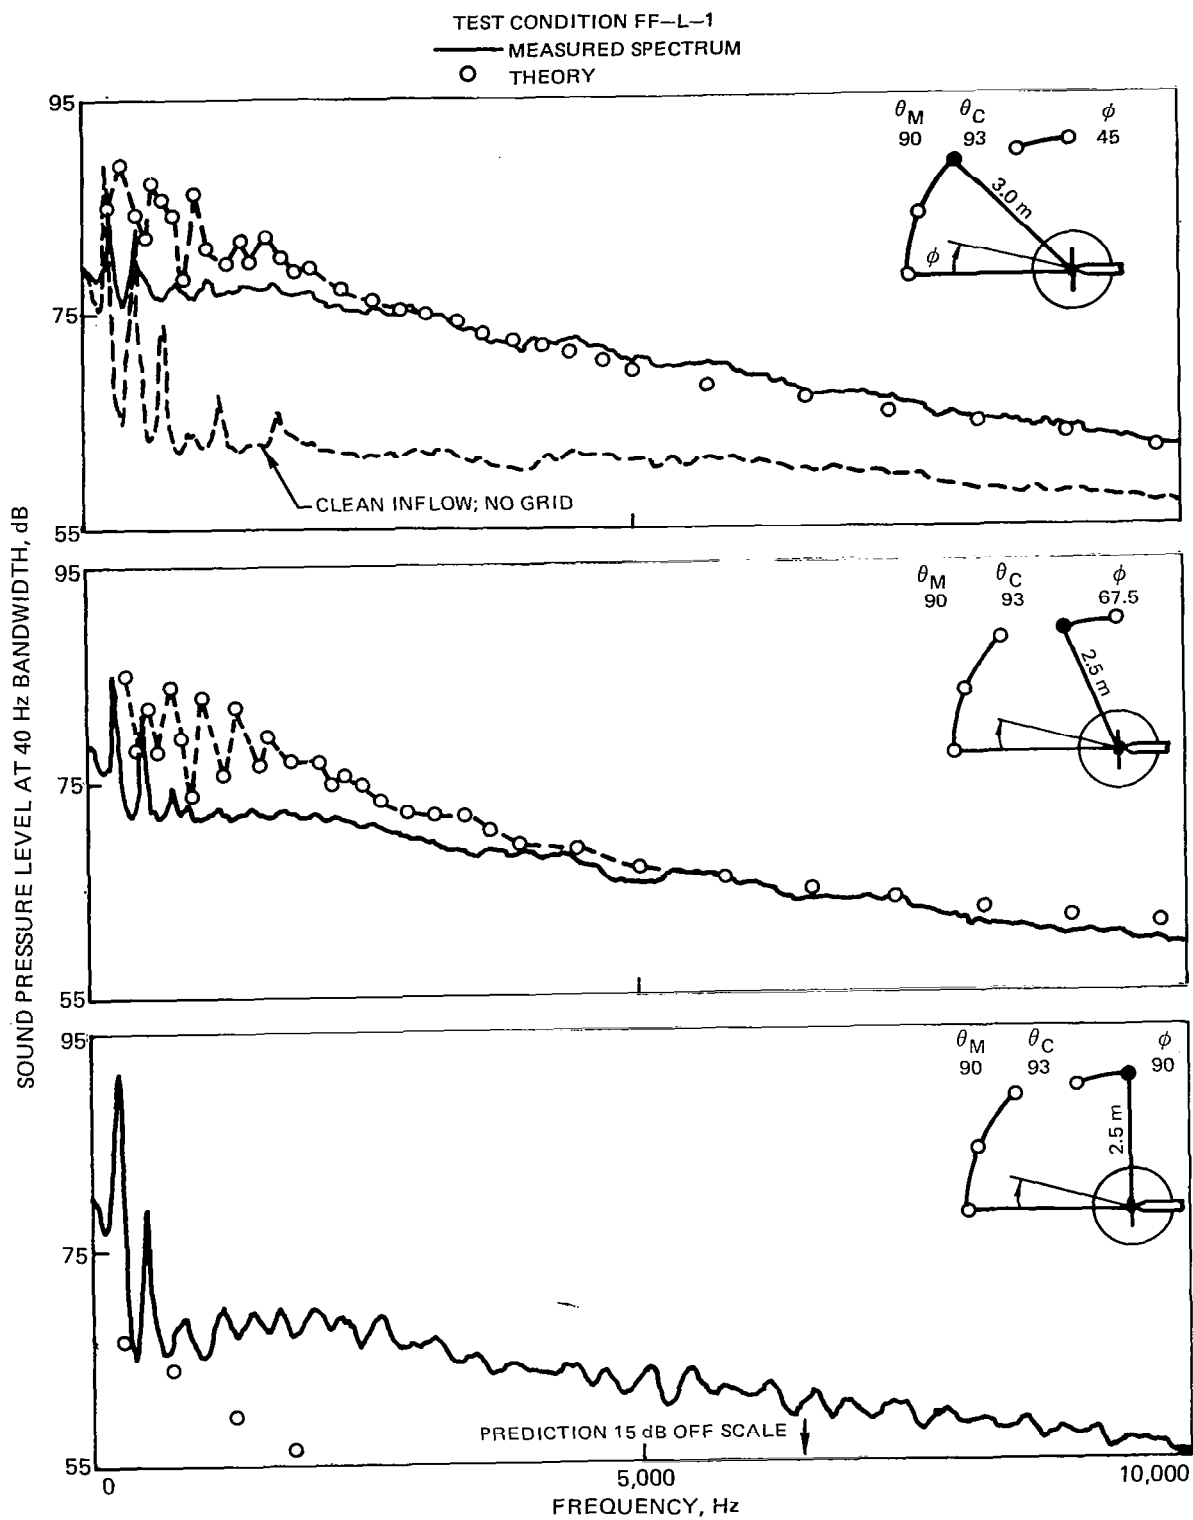 TEST CONDITION FF–L–1
MEASURED SPECTRUM
THEORY
SOUND PRESSURE LEVEL AT 40 Hz BANDWIDTH, dB
95
75
55
θM θC φ
90 93 45
3.0 m
φ
CLEAN INFLOW; NO GRID
95
75
55
θM θC φ
90 93 67.5
2.5 m
95
75
55
θM θC φ
90 93 90
2.5 m
PREDICTION 15 dB OFF SCALE
0 5,000 10,000
FREQUENCY, Hz